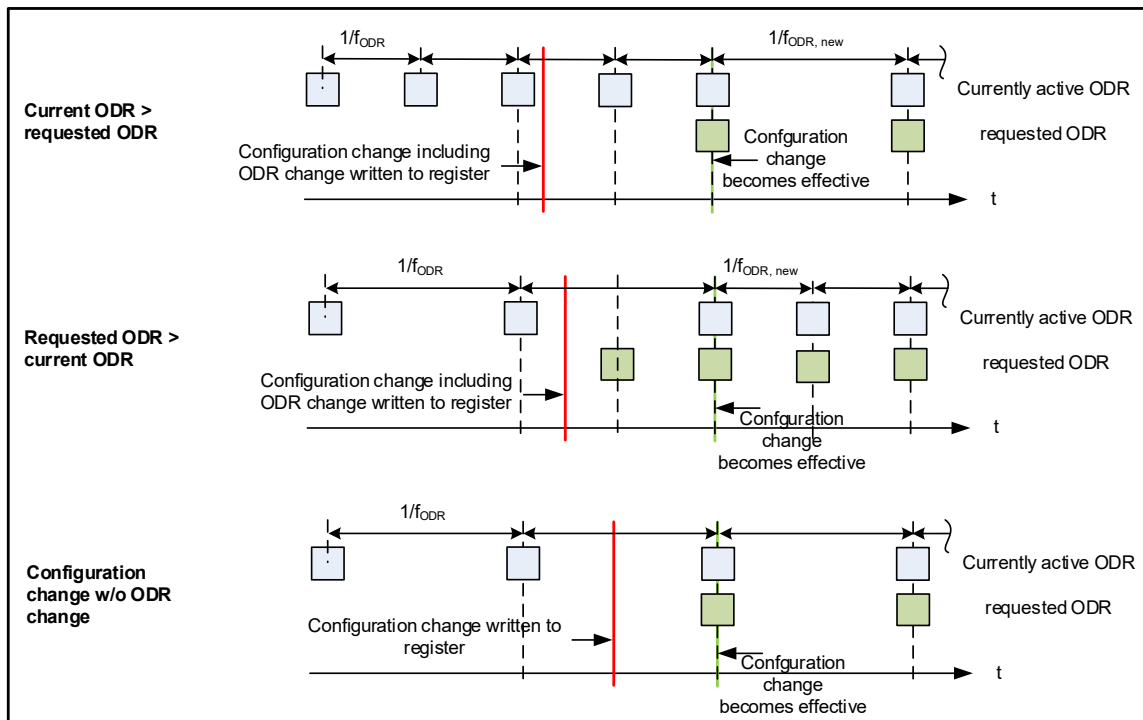 1/fODR
1/fODR, new
Current ODR >
requested ODR
Currently active ODR
requested ODR
Configuration change including
ODR change written to register
Confguration
change
becomes effective
t
1/fODR
1/fODR, new
Requested ODR >
current ODR
Currently active ODR
requested ODR
Configuration change including
ODR change written to register
Confguration
change
becomes effective
t
1/fODR
Configuration
change w/o ODR
change
Currently active ODR
requested ODR
Configuration change written to
register
Confguration
change
becomes effective
t